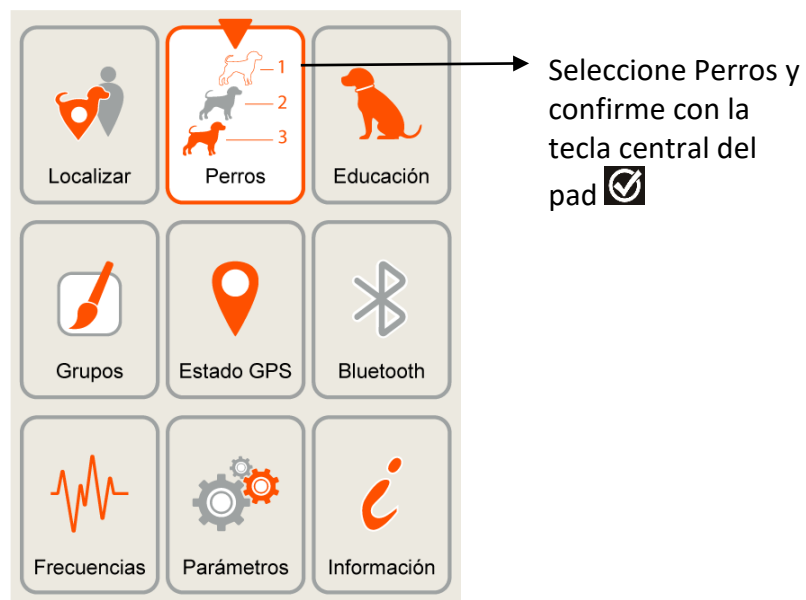 1
2
3
Localizar
Perros
Educación
Seleccione Perros y
confirme con la
tecla central del
pad
Grupos
Estado GPS
Bluetooth
Frecuencias
Parámetros
Información